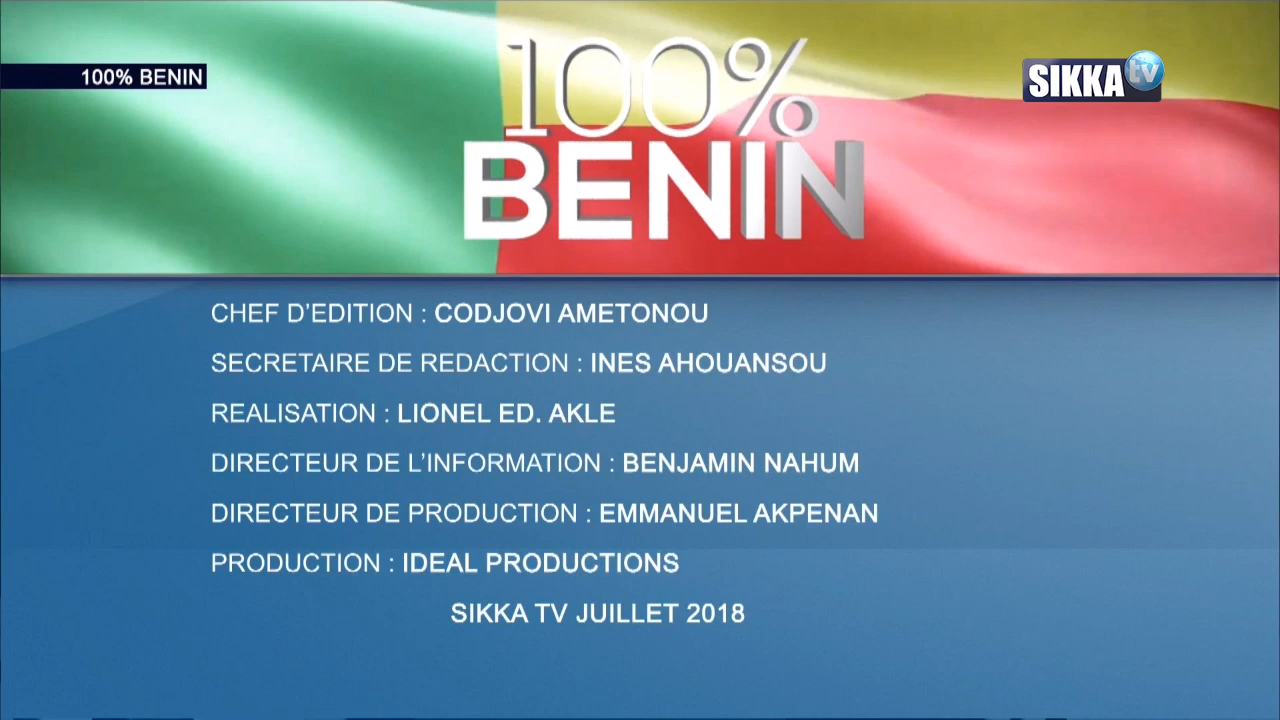 100%
BENIN
100% BENIN
SIKKA tv
CHEF D'EDITION : CODJOVI AMETONOU
SECRETAIRE DE REDACTION : INES AHOUANSOU
REALISATION : LIONEL ED. AKLE
DIRECTEUR DE L'INFORMATION : BENJAMIN NAHUM
DIRECTEUR DE PRODUCTION : EMMANUEL AKPENAN
PRODUCTION : IDEAL PRODUCTIONS
SIKKA TV JUILLET 2018